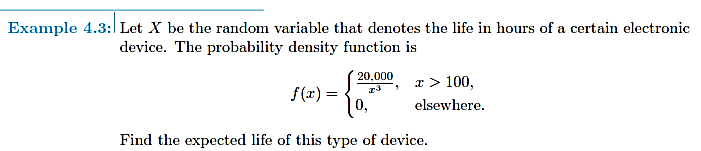 Example 4.3: Let X be the random variable that denotes the life in hours of a certain electronic
device. The probability density function is
f(x) = { 20,000/x³, x > 100,
0, elsewhere.
Find the expected life of this type of device.